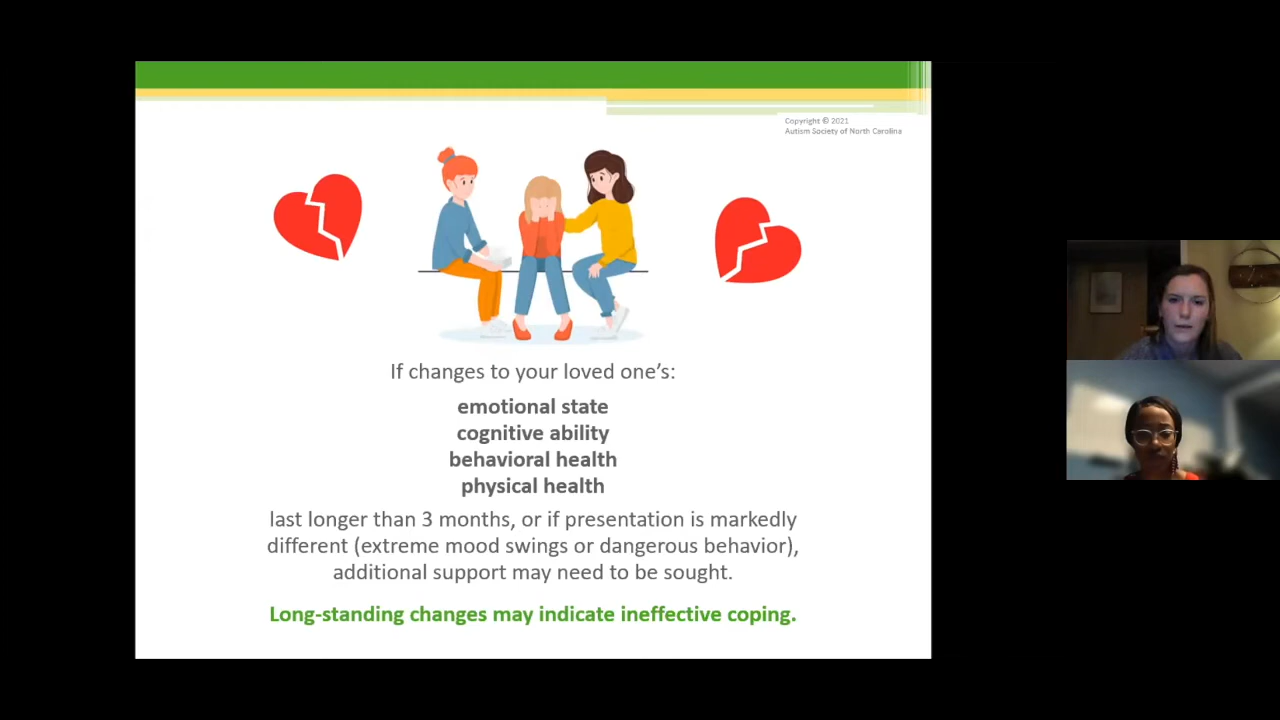 Copyright © 2021
Autism Society of North Carolina
If changes to your loved one's:
emotional state
cognitive ability
behavioral health
physical health
last longer than 3 months, or if presentation is markedly
different (extreme mood swings or dangerous behavior),
additional support may need to be sought.
Long-standing changes may indicate ineffective coping.